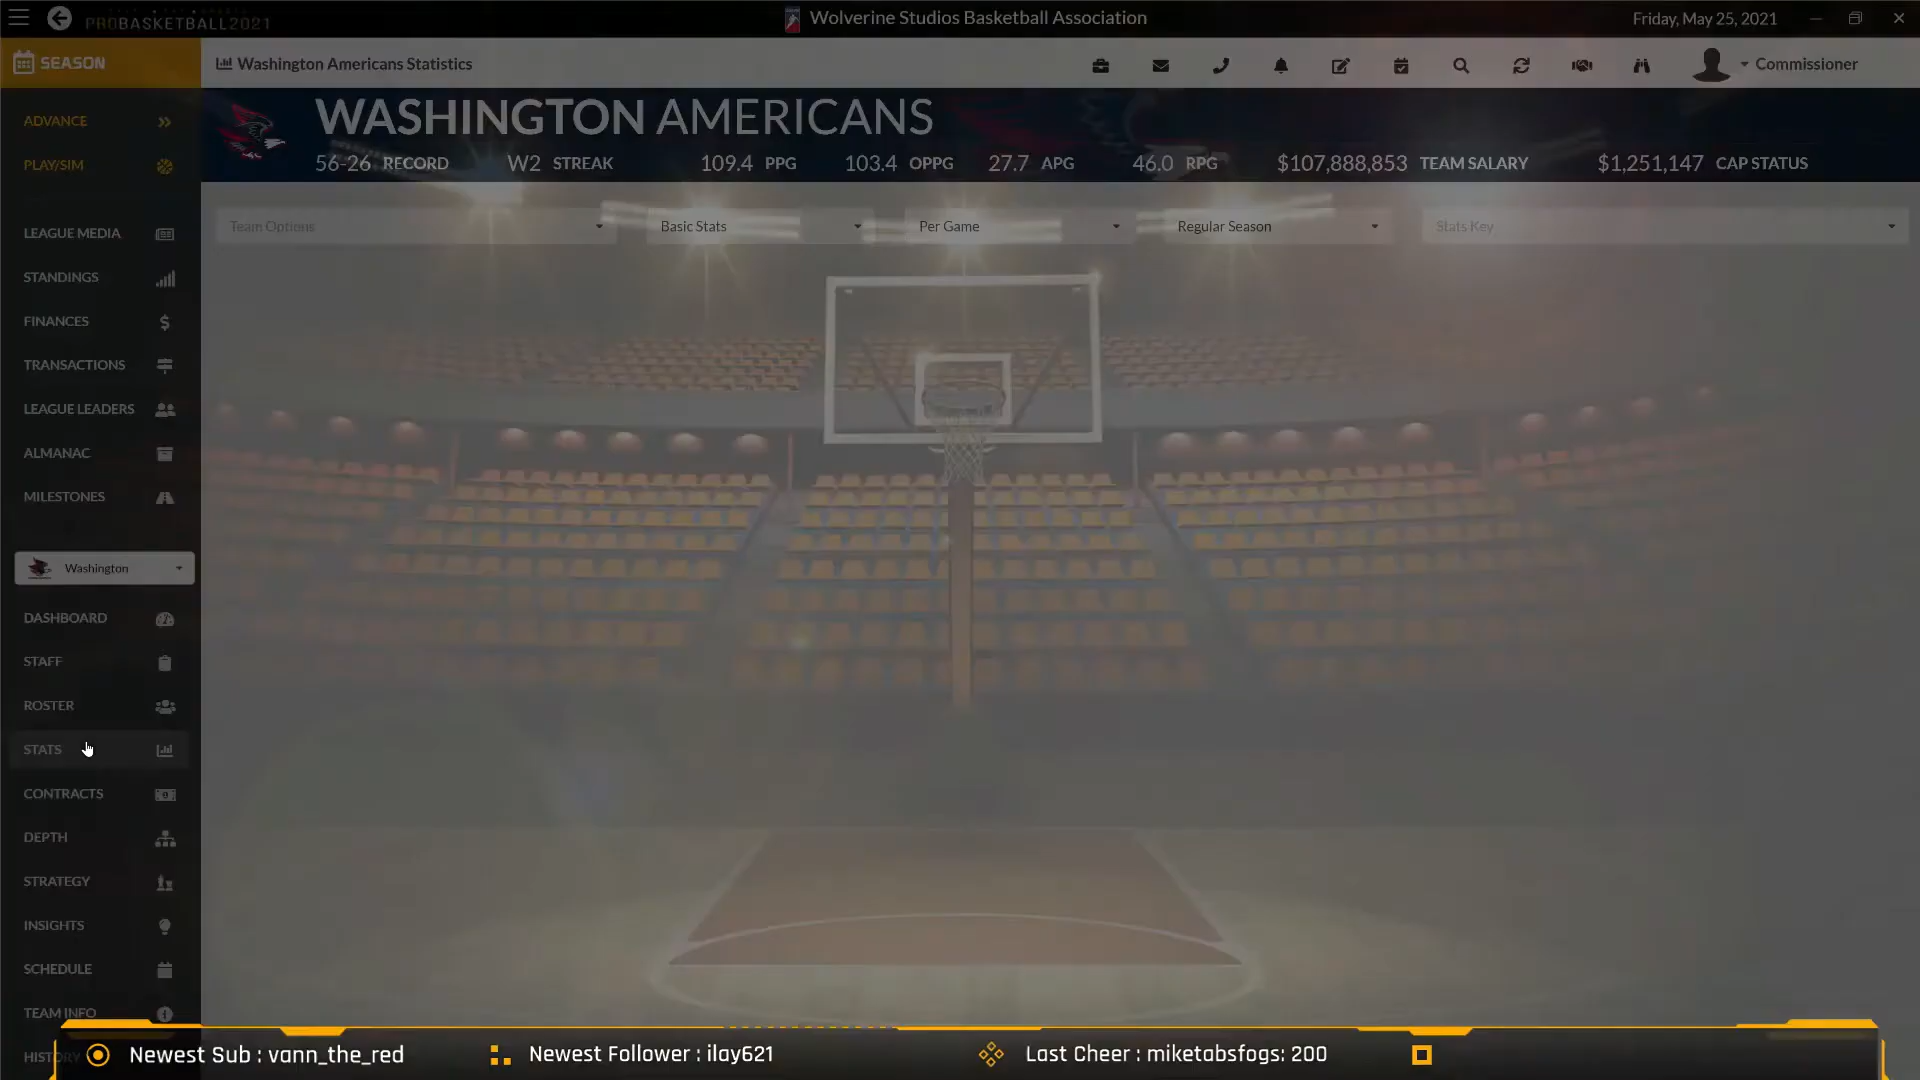 PROBASKETBALL2021
Wolverine Studios Basketball Association
Friday, May 25, 2021
SEASON
Washington Americans Statistics
Commissioner
ADVANCE
PLAY/SIM
WASHINGTON AMERICANS
56-26 RECORD W2 STREAK 109.4 PPG 103.4 OPPG 27.7 APG 46.0 RPG $107,888,853 TEAM SALARY $1,251,147 CAP STATUS
Team Options Basic Stats Per Game Regular Season Stats Key
LEAGUE MEDIA
STANDINGS
FINANCES
TRANSACTIONS
LEAGUE LEADERS
ALMANAC
MILESTONES
Washington
DASHBOARD
STAFF
ROSTER
STATS
CONTRACTS
DEPTH
STRATEGY
INSIGHTS
SCHEDULE
TEAM INFO
Newest Sub : vann_the_red Newest Follower : ilay621 Last Cheer : miketabsfogs: 200